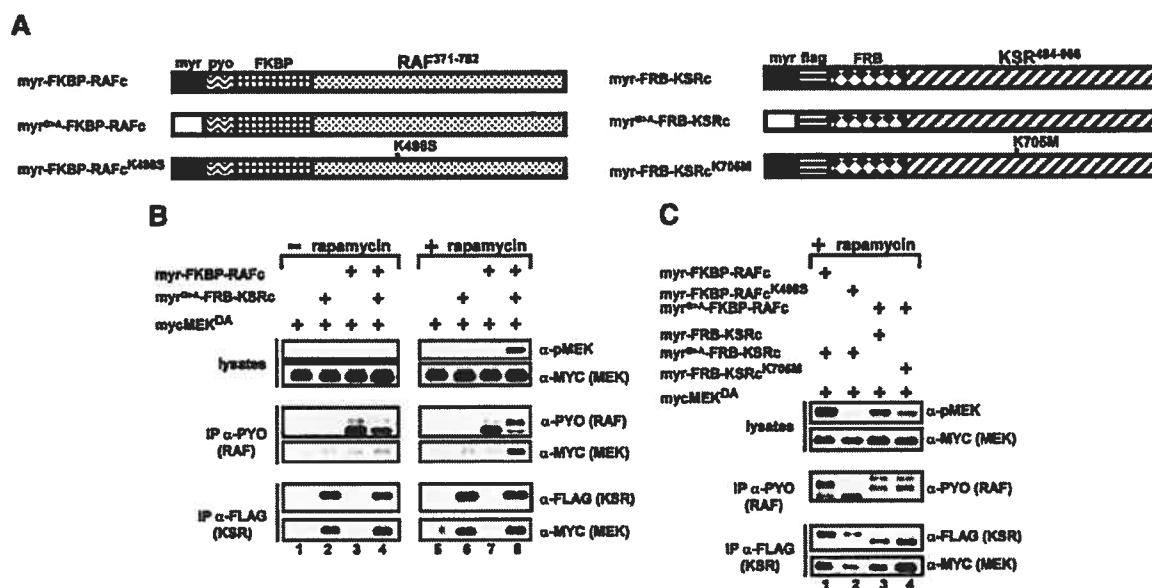 A
myr pyo FKBP RAF371-782
myr-FKBP-RAFc
myrG>A-FKBP-RAFc
K498S
myr-FKBP-RAFcK498S
myr flag FRB
myr-FRB-KSRc
myrG>A-FRB-KSRc
K705M
myr-FRB-KSRcK705M
B
− rapamycin + rapamycin
myr-FKBP-RAFc + + + +
myrG>A-FRB-KSRc + + + +
mycMEKDA + + + + + + + +
lysates
α-pMEK
α-MYC (MEK)
IP α-PYO (RAF)
α-PYO (RAF)
α-MYC (MEK)
IP α-FLAG (KSR)
α-FLAG (KSR)
* α-MYC (MEK)
1 2 3 4 5 6 7 8
C
+ rapamycin
myr-FKBP-RAFc +
myr-FKBP-RAFcK498S +
myrG>A-FKBP-RAFc + +
myr-FRB-KSRc +
myrG>A-FRB-KSRc + +
myr-FRB-KSRcK705M +
mycMEKDA + + + +
lysates
α-pMEK
α-MYC (MEK)
IP α-PYO (RAF)
α-PYO (RAF)
IP α-FLAG (KSR)
α-FLAG (KSR)
α-MYC (MEK)
1 2 3 4